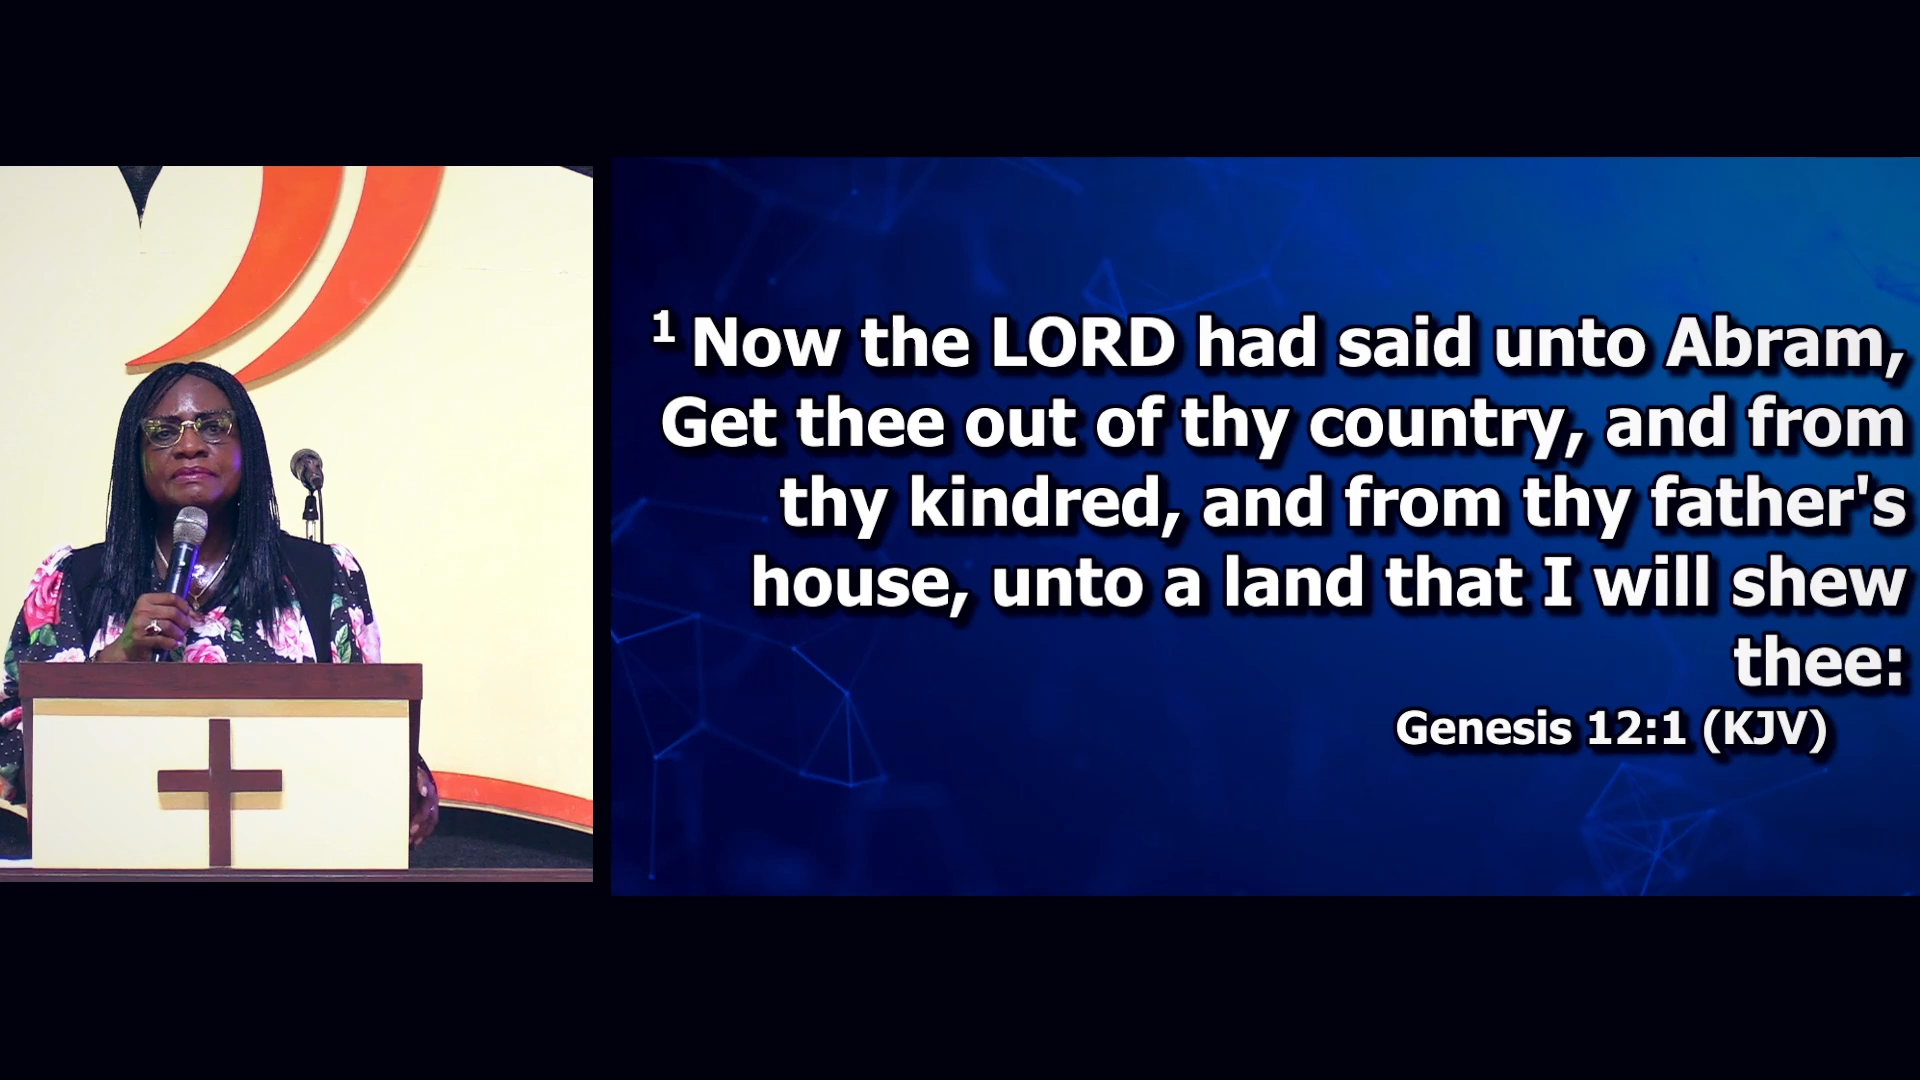 1 Now the LORD had said unto Abram,
Get thee out of thy country, and from
thy kindred, and from thy father's
house, unto a land that I will shew
thee:
Genesis 12:1 (KJV)